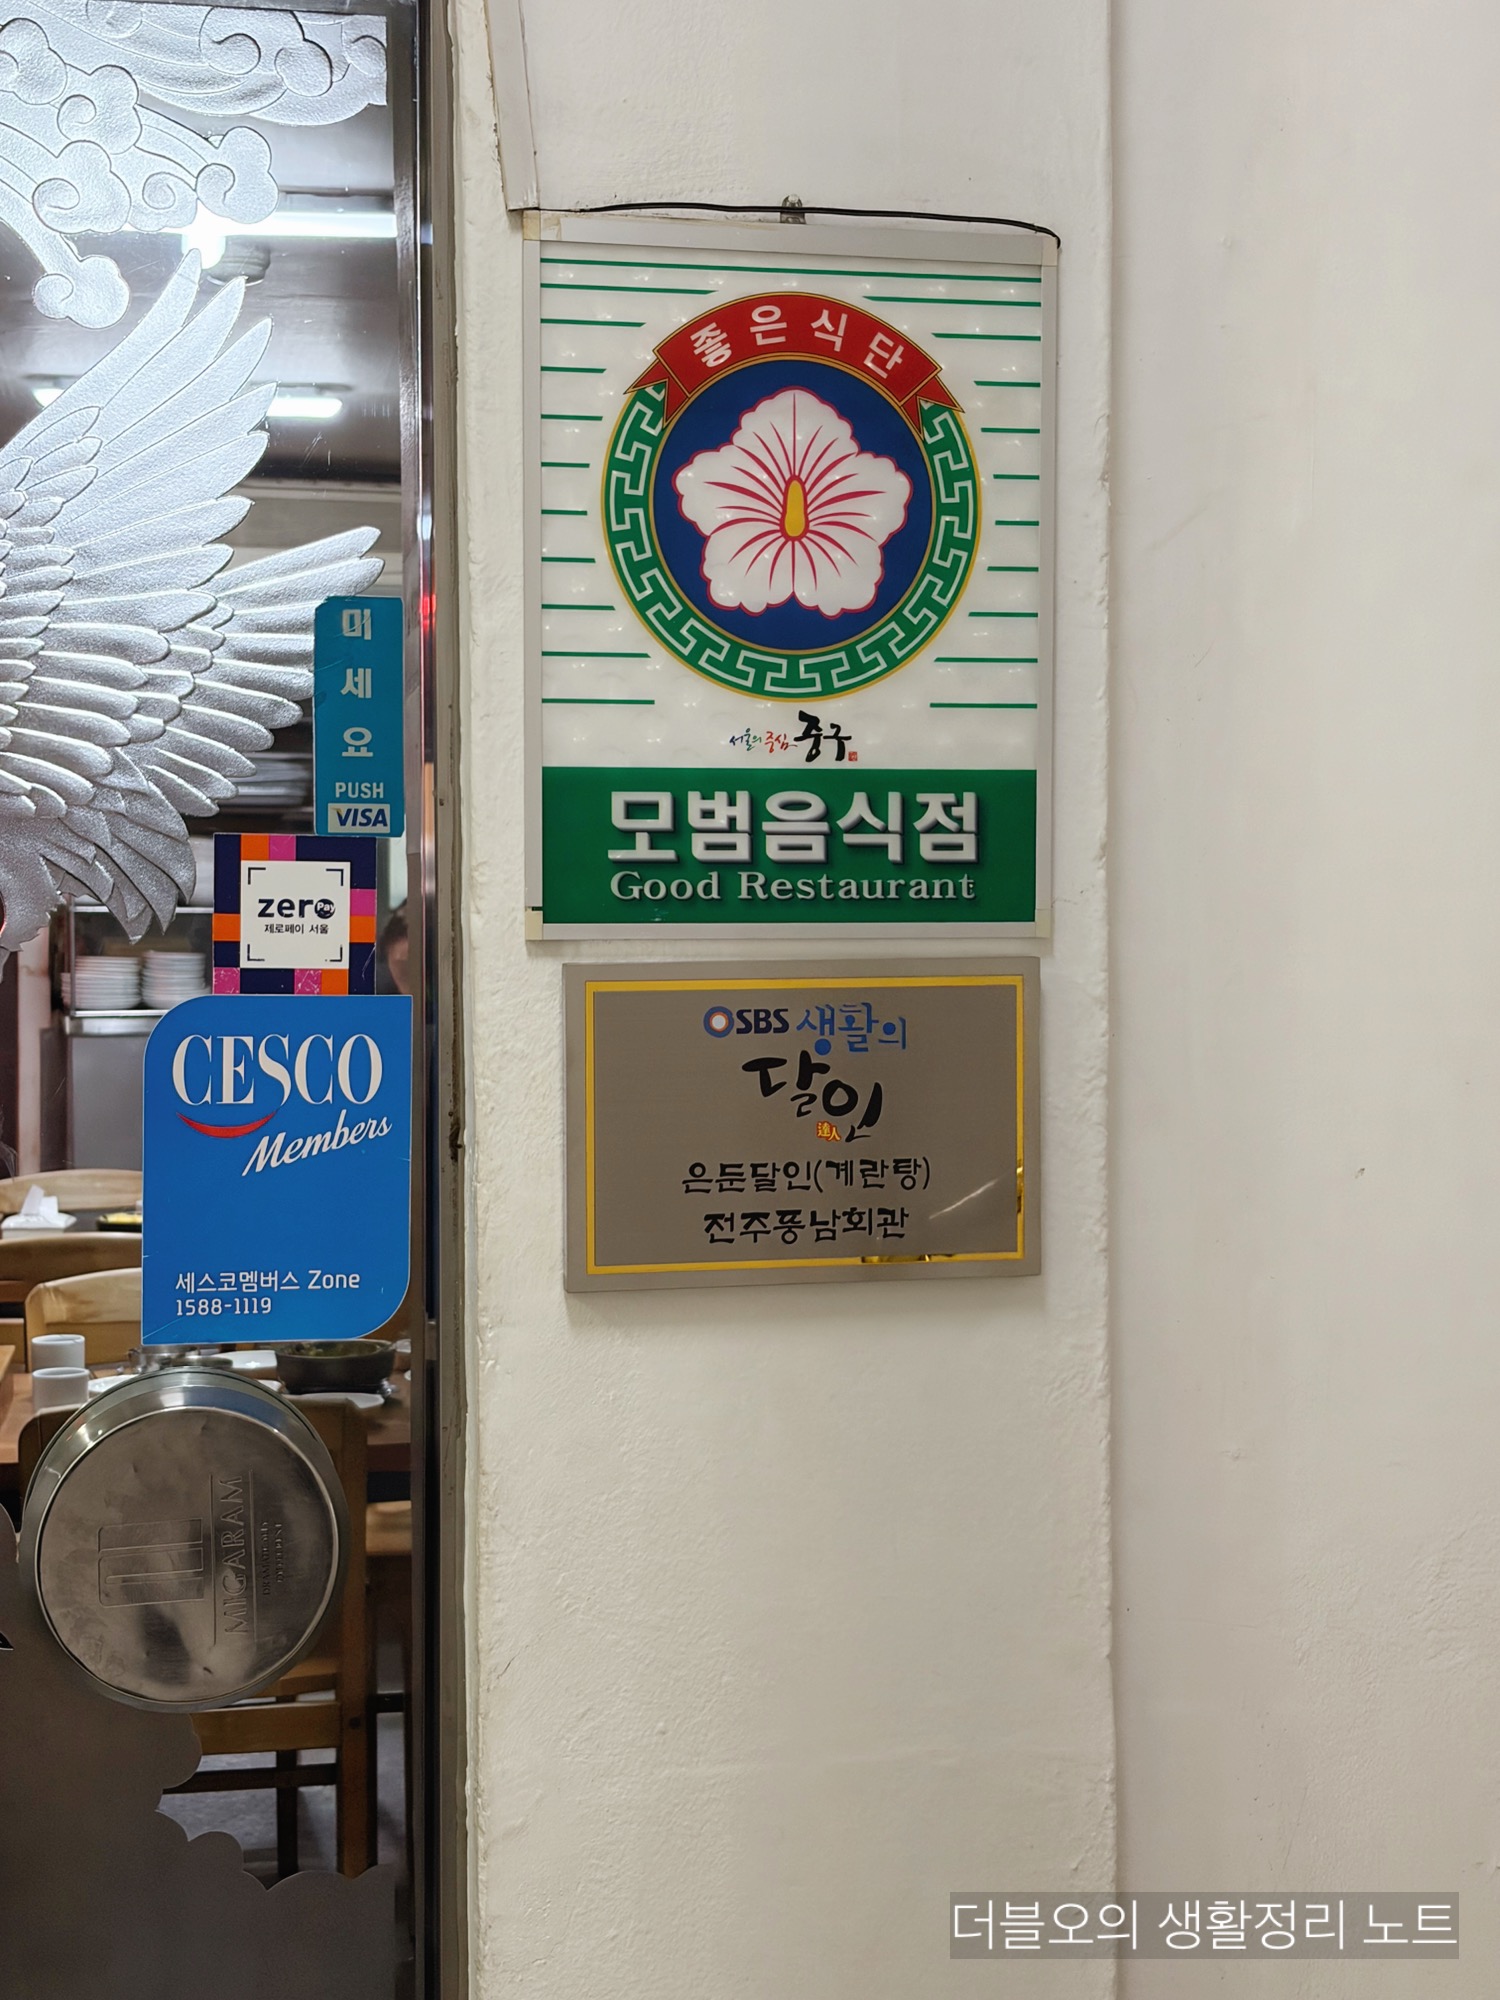 좋은식단
서울의 중심 중구
모범음식점
Good Restaurant
미세요
PUSH
VISA
zero Pay
제로페이 서울
CESCO
Members
세스코멤버스 Zone
1588-1119
SBS 생활의
달인
達人
은둔달인(계란탕)
전주풍남회관
MIGARAM
더블오의 생활정리 노트